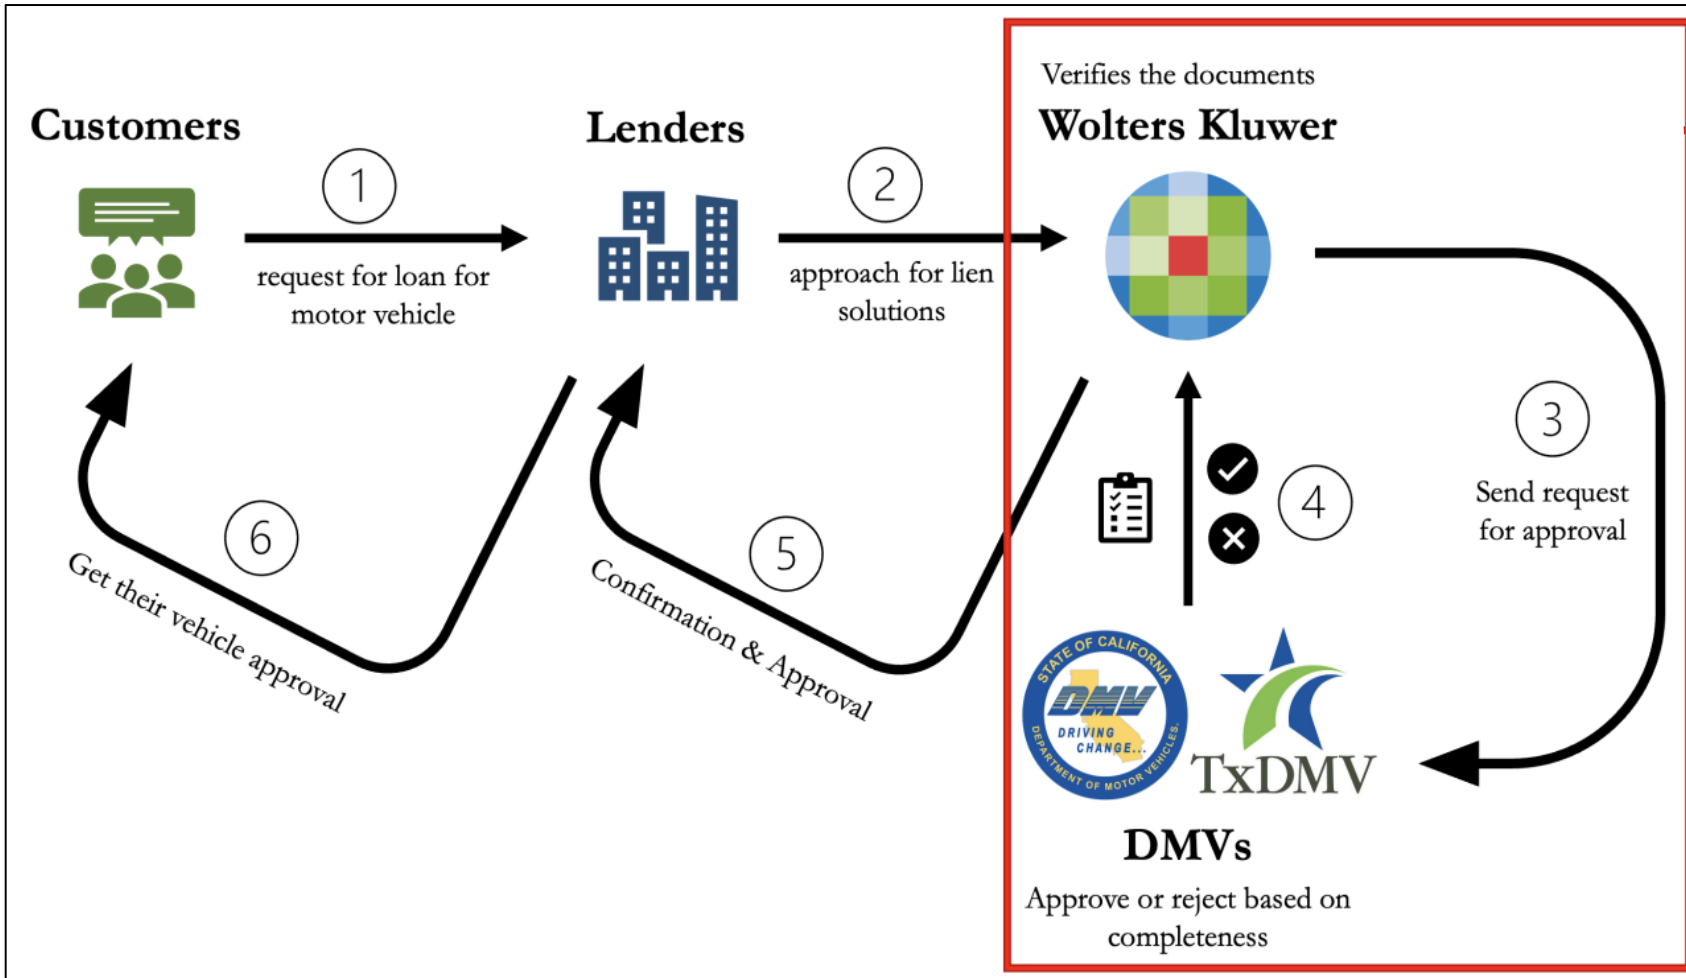 Customers
1
request for loan for
motor vehicle
Lenders
2
approach for lien
solutions
Verifies the documents
Wolters Kluwer
3
Send request
for approval
4
5
Confirmation & Approval
6
Get their vehicle approval
STATE OF CALIFORNIA
DMV
DRIVING
CHANGE...
DEPARTMENT OF MOTOR VEHICLES.
TxDMV
DMVs
Approve or reject based on
completeness